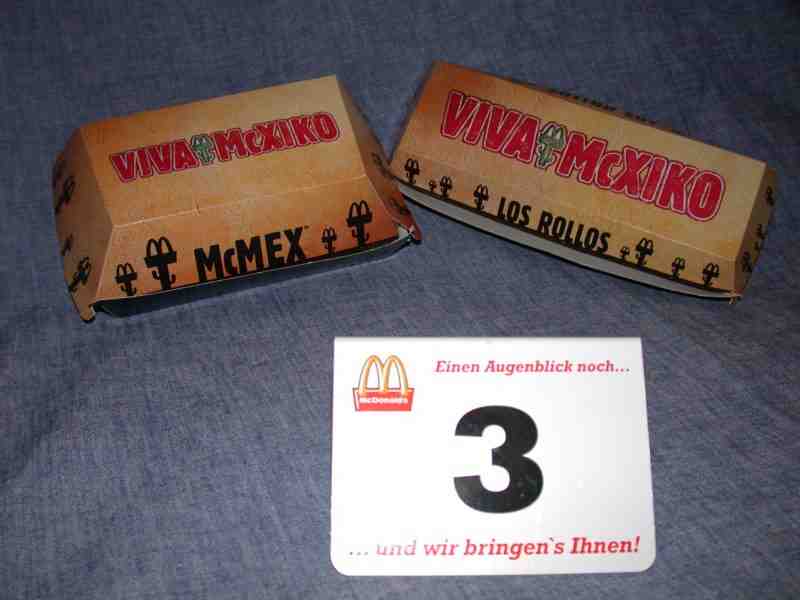 VIVA McXIKO
McMEX™
VIVA McXIKO
LOS ROLLOS
McDonald's
Einen Augenblick noch...
3
... und wir bringen`s Ihnen!